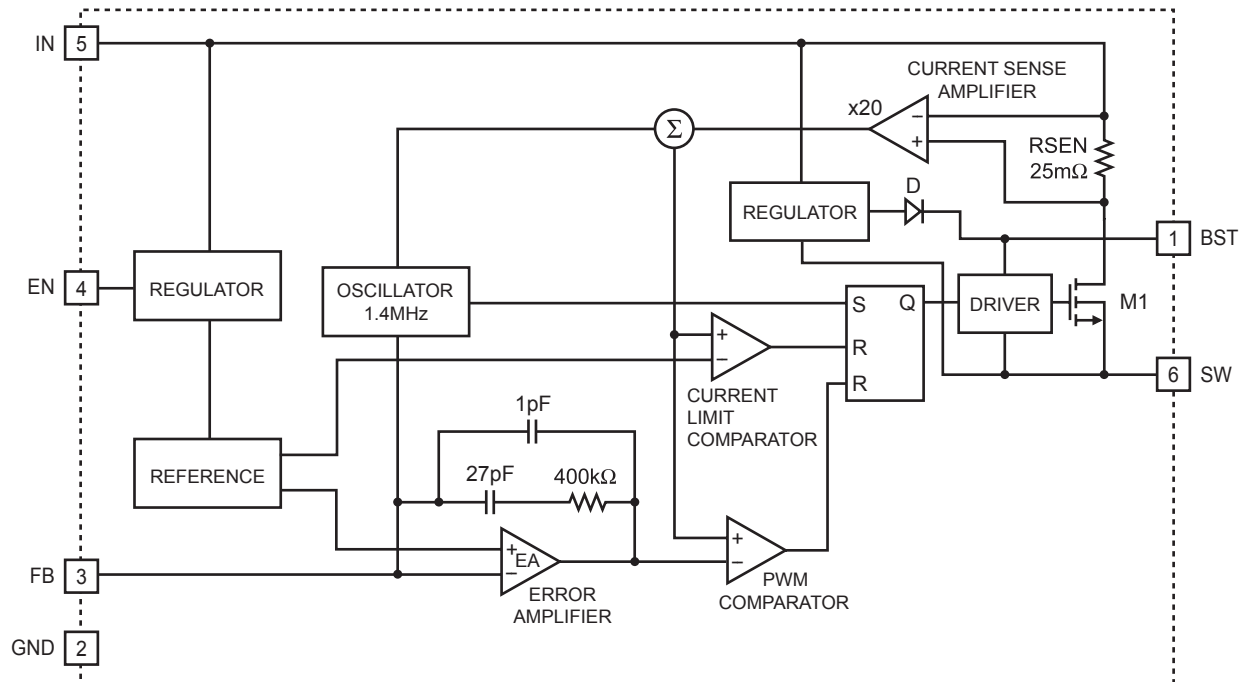 IN 5
CURRENT SENSE
AMPLIFIER
x20
−
+
Σ
RSEN
25mΩ
D
REGULATOR
1 BST
EN 4
REGULATOR
OSCILLATOR
1.4MHz
S
Q
DRIVER
M1
+
−
R
R
6 SW
CURRENT
LIMIT
COMPARATOR
1pF
REFERENCE
27pF
400kΩ
+
EA
−
+
−
FB 3
ERROR
AMPLIFIER
PWM
COMPARATOR
GND 2